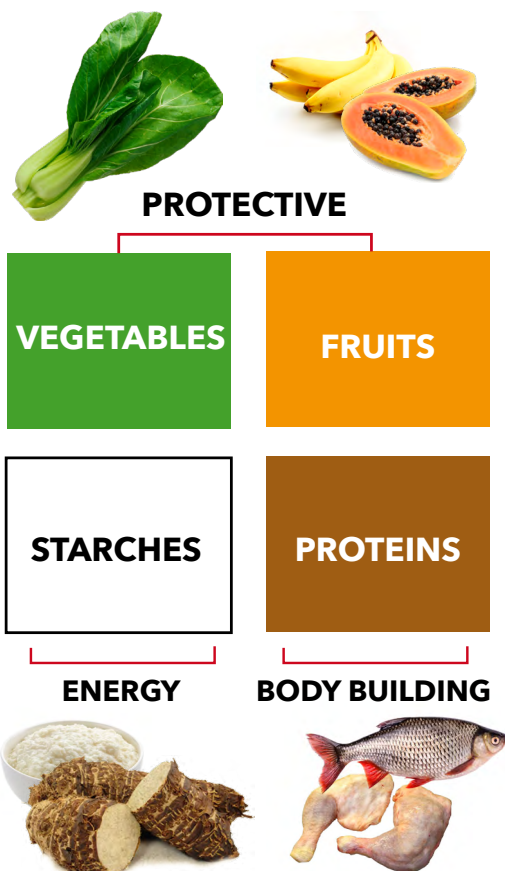 PROTECTIVE
VEGETABLES
FRUITS
STARCHES
PROTEINS
ENERGY
BODY BUILDING